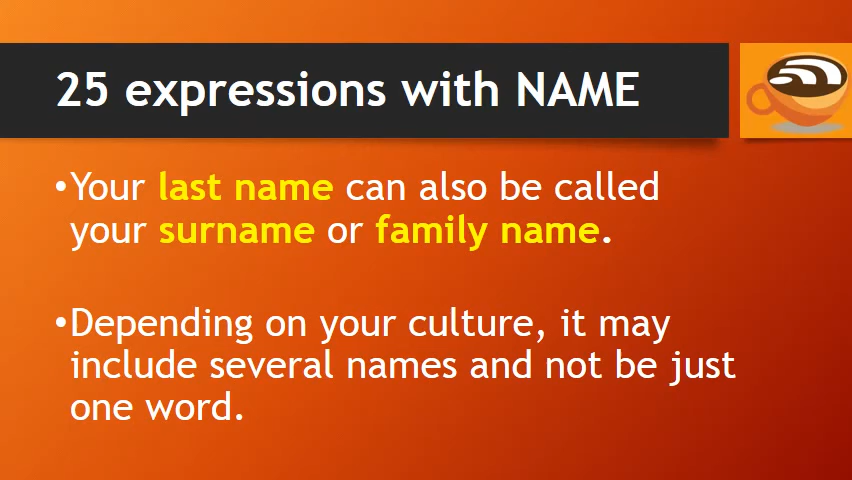 25 expressions with NAME
•Your last name can also be called
your surname or family name.
•Depending on your culture, it may
include several names and not be just
one word.